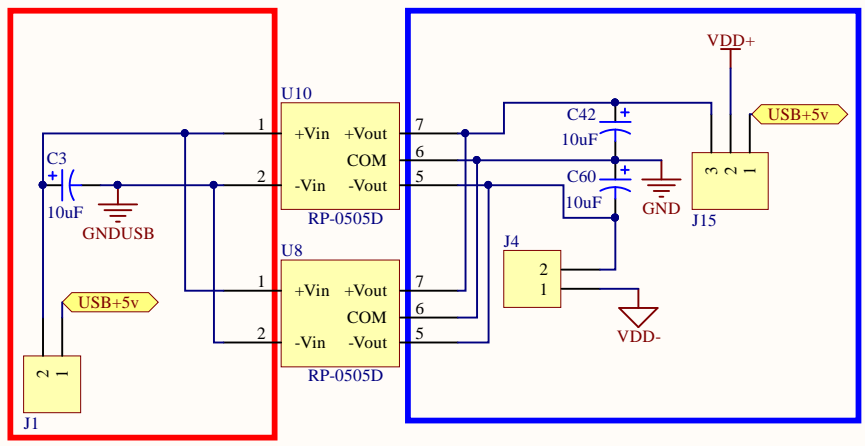 VDD+
U10
C42
USB+5v
1
+Vin
+Vout
7
+
10uF
C3
COM
6
C60
3
2
1
+
2
-Vin
-Vout
5
+
10uF
10uF
GND
GNDUSB
RP-0505D
J15
U8
J4
2
1
USB+5v
1
+Vin
+Vout
7
COM
6
2
-Vin
-Vout
5
VDD-
2
1
RP-0505D
J1